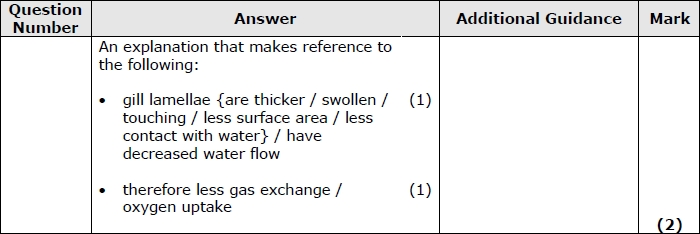 Question Number
Answer
Additional Guidance
Mark
An explanation that makes reference to
the following:
• gill lamellae {are thicker / swollen / (1)
touching / less surface area / less
contact with water} / have
decreased water flow
• therefore less gas exchange / (1)
oxygen uptake
(2)